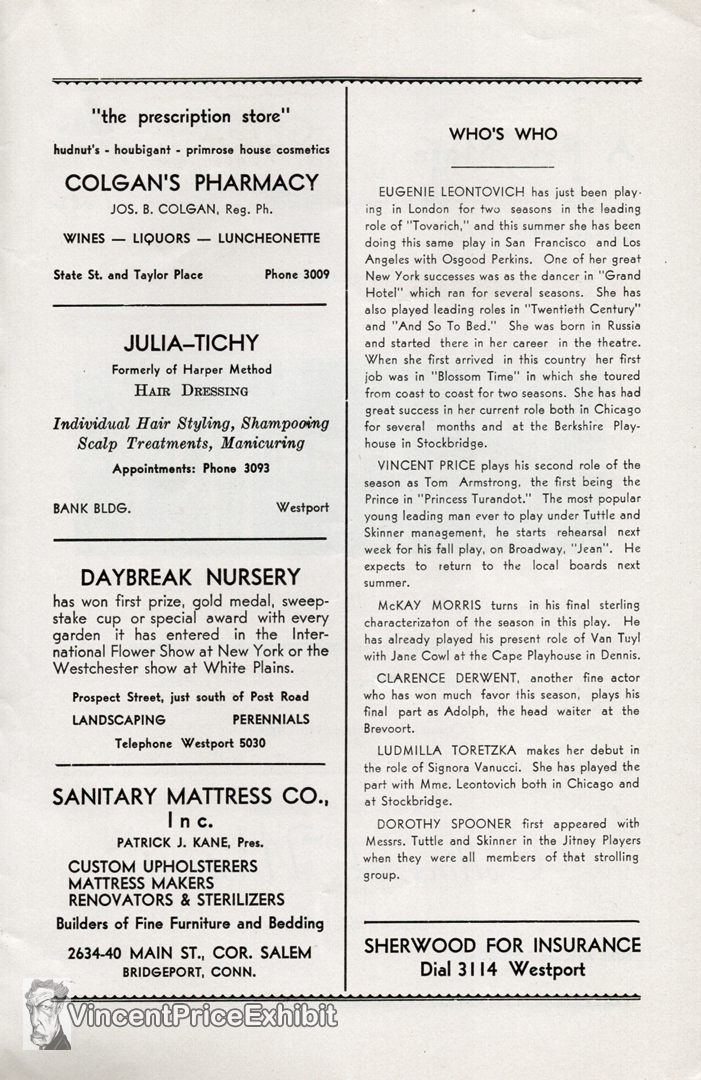 "the prescription store"
hudnut's - houbigant - primrose house cosmetics
COLGAN'S PHARMACY
JOS. B. COLGAN, Reg. Ph.
WINES — LIQUORS — LUNCHEONETTE
State St. and Taylor Place Phone 3009
JULIA—TICHY
Formerly of Harper Method
HAIR DRESSING
Individual Hair Styling, Shampooing
Scalp Treatments, Manicuring
Appointments: Phone 3093
BANK BLDG. Westport
DAYBREAK NURSERY
has won first prize, gold medal, sweep-
stake cup or special award with every
garden it has entered in the Inter-
national Flower Show at New York or the
Westchester show at White Plains.
Prospect Street, just south of Post Road
LANDSCAPING PERENNIALS
Telephone Westport 5030
SANITARY MATTRESS CO.,
Inc.
PATRICK J. KANE, Pres.
CUSTOM UPHOLSTERERS
MATTRESS MAKERS
RENOVATORS & STERILIZERS
Builders of Fine Furniture and Bedding
2634-40 MAIN ST., COR. SALEM
BRIDGEPORT, CONN.
WHO'S WHO
EUGENIE LEONTOVICH has just been play-
ing in London for two seasons in the leading
role of "Tovarich," and this summer she has been
doing this same play in San Francisco and Los
Angeles with Osgood Perkins. One of her great
New York successes was as the dancer in "Grand
Hotel" which ran for several seasons. She has
also played leading roles in "Twentieth Century"
and "And So To Bed." She was born in Russia
and started there in her career in the theatre.
When she first arrived in this country her first
job was in "Blossom Time" in which she toured
from coast to coast for two seasons. She has had
great success in her current role both in Chicago
for several months and at the Berkshire Play-
house in Stockbridge.
VINCENT PRICE plays his second role of the
season as Tom Armstrong, the first being the
Prince in "Princess Turandot." The most popular
young leading man ever to play under Tuttle and
Skinner management, he starts rehearsal next
week for his fall play, on Broadway, "Jean". He
expects to return to the local boards next
summer.
McKAY MORRIS turns in his final sterling
characterizaton of the season in this play. He
has already played his present role of Van Tuyl
with Jane Cowl at the Cape Playhouse in Dennis.
CLARENCE DERWENT, another fine actor
who has won much favor this season, plays his
final part as Adolph, the head waiter at the
Brevoort.
LUDMILLA TORETZKA makes her debut in
the role of Signora Vanucci. She has played the
part with Mme. Leontovich both in Chicago and
at Stockbridge.
DOROTHY SPOONER first appeared with
Messrs. Tuttle and Skinner in the Jitney Players
when they were all members of that strolling
group.
SHERWOOD FOR INSURANCE
Dial 3114 Westport
VincentPriceExhibit